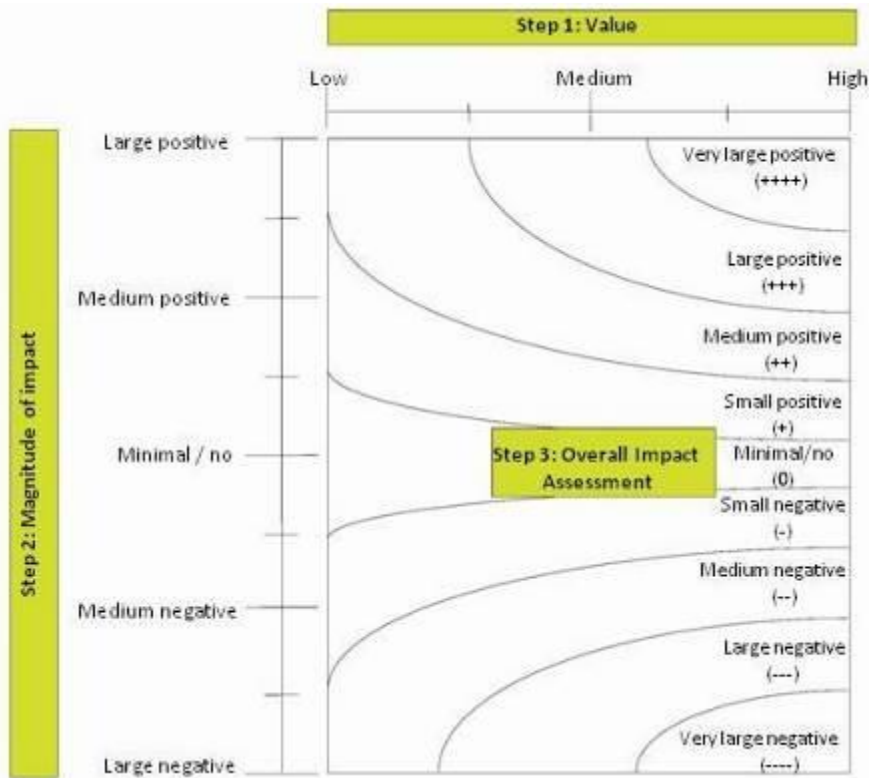 Step 1: Value
Low
Medium
High
Large positive
Medium positive
Minimal / no
Medium negative
Large negative
Step 2: Magnitude of impact
Very large positive
(++++)
Large positive
(+++)
Medium positive
(++)
Small positive
(+)
Step 3: Overall Impact
Assessment
Minimal/no
(0)
Small negative
(-)
Medium negative
(--)
Large negative
(---)
Very large negative
(----)